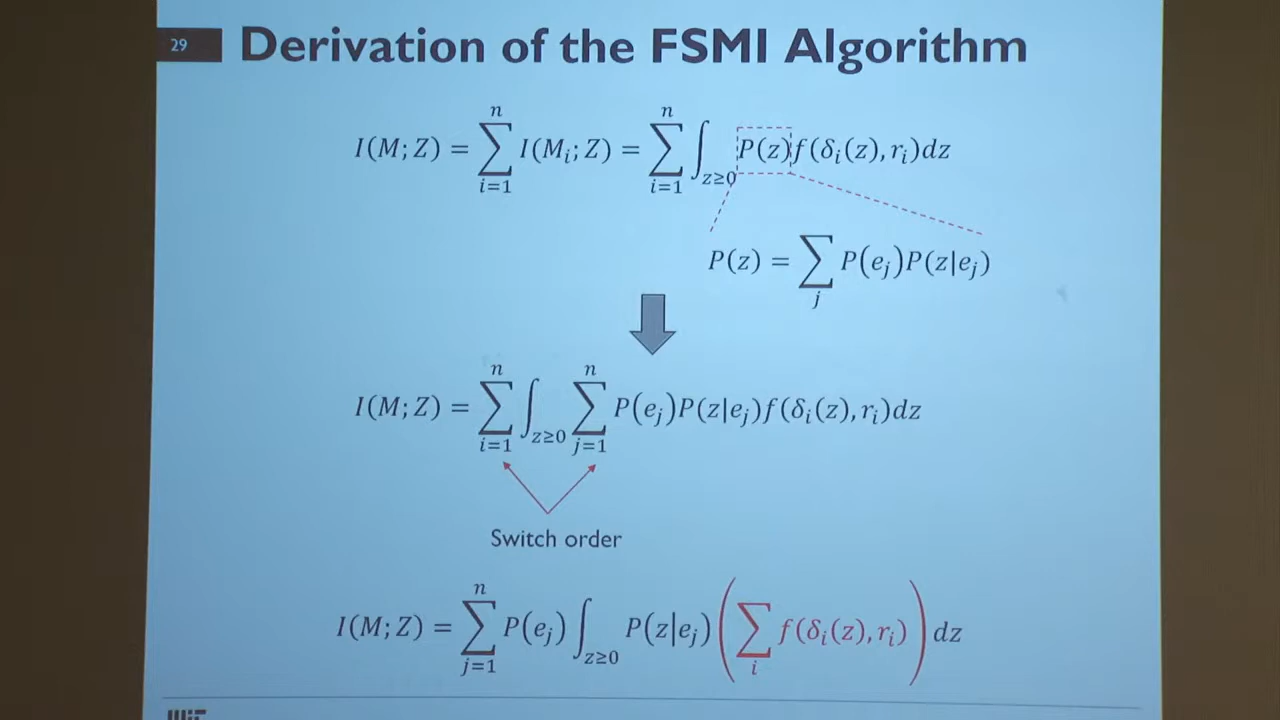 29
Derivation of the FSMI Algorithm
I(M; Z) = ∑_{i=1}^{n} I(M_i; Z) = ∑_{i=1}^{n} ∫_{z≥0} P(z)f(δ_i(z), r_i)dz
P(z) = ∑_j P(e_j)P(z|e_j)
I(M; Z) = ∑_{i=1}^{n} ∫_{z≥0} ∑_{j=1}^{n} P(e_j)P(z|e_j)f(δ_i(z), r_i)dz
Switch order
I(M; Z) = ∑_{j=1}^{n} P(e_j) ∫_{z≥0} P(z|e_j) (∑_i f(δ_i(z), r_i)) dz
MIT